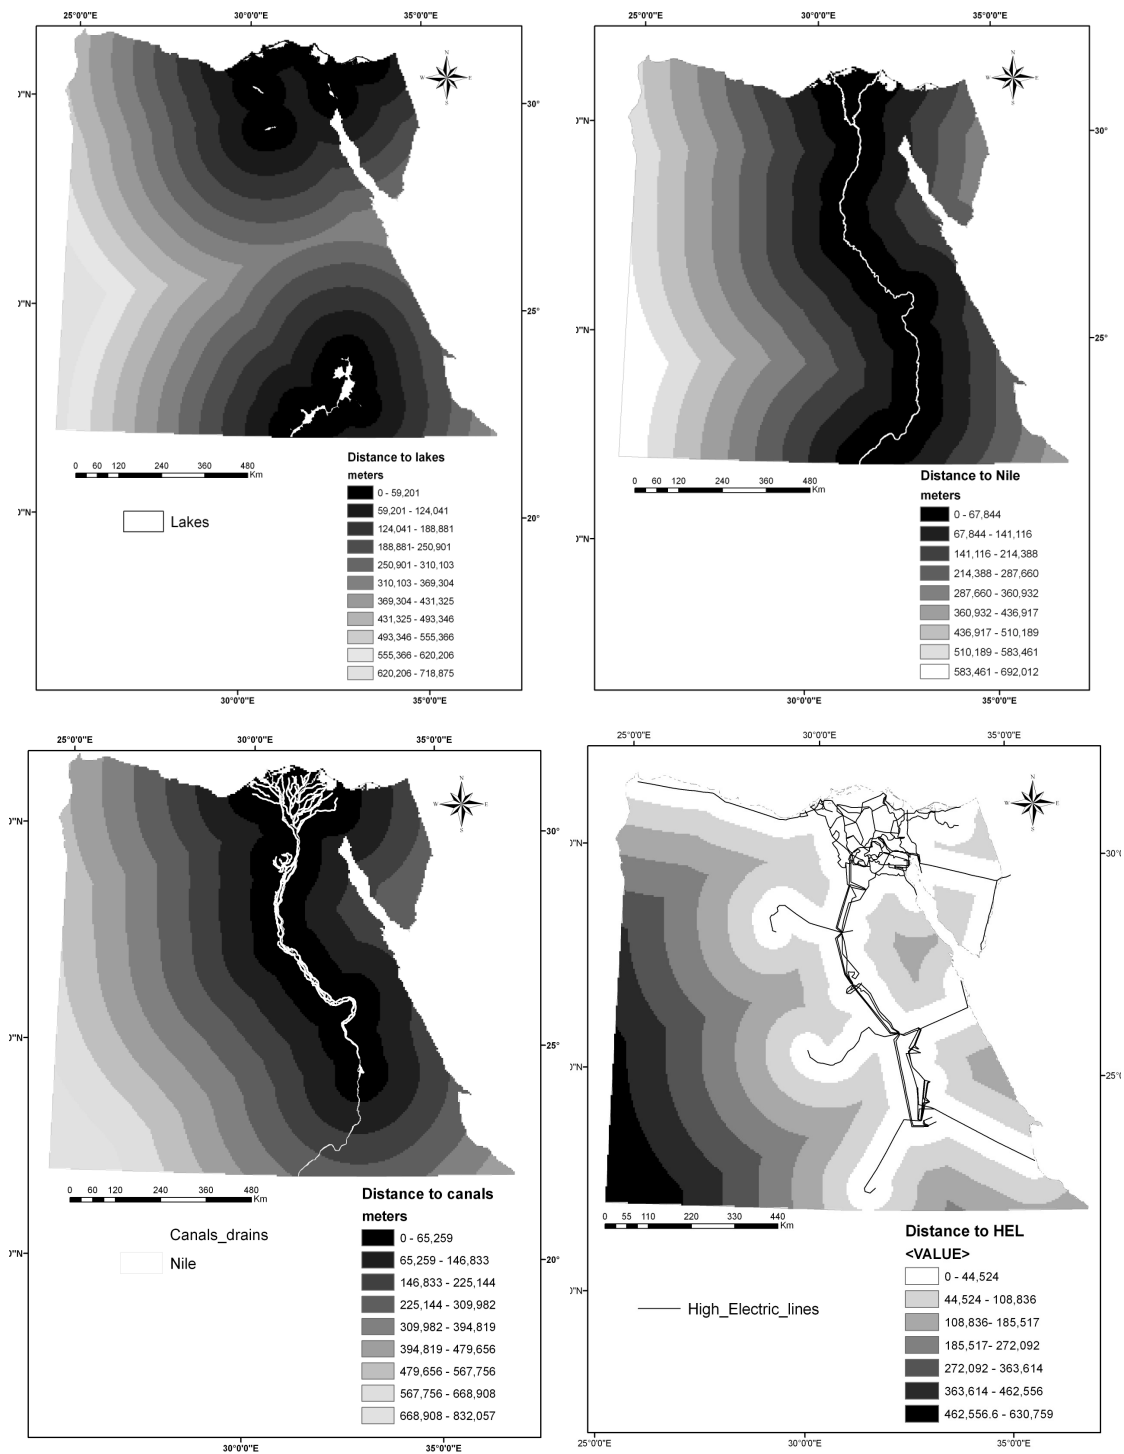 25°0'0"E 30°0'0"E 35°0'0"E
N
W E
S
)"N
30°
)"N
25°
0 60 120 240 360 480
Km
Lakes
)"N
20°
Distance to lakes
meters
0 - 59,201
59,201 - 124,041
124,041 - 188,881
188,881- 250,901
250,901 - 310,103
310,103 - 369,304
369,304 - 431,325
431,325 - 493,346
493,346 - 555,366
555,366 - 620,206
620,206 - 718,875
30°0'0"E 35°0'0"E
25°0'0"E 30°0'0"E 35°0'0"E
N
W E
S
)"N
30°
)"N
25°
0 60 120 240 360 480
Km
)"N
20°
Distance to Nile
meters
0 - 67,844
67,844 - 141,116
141,116 - 214,388
214,388 - 287,660
287,660 - 360,932
360,932 - 436,917
436,917 - 510,189
510,189 - 583,461
583,461 - 692,012
30°0'0"E 35°0'0"E
25°0'0"E 30°0'0"E 35°0'0"E
N
W E
S
)"N
30°
)"N
25°
0 60 120 240 360 480
Km
Canals_drains
Nile
)"N
20°
Distance to canals
meters
0 - 65,259
65,259 - 146,833
146,833 - 225,144
225,144 - 309,982
309,982 - 394,819
394,819 - 479,656
479,656 - 567,756
567,756 - 668,908
668,908 - 832,057
30°0'0"E 35°0'0"E
25°0'0"E 30°0'0"E 35°0'0"E
N
W E
S
)"N
30°0
)"N
25°0
0 55 110 220 330 440
Km
)"N
High_Electric_lines
Distance to HEL
<VALUE>
0 - 44,524
44,524 - 108,836
108,836- 185,517
185,517- 272,092
272,092 - 363,614
363,614 - 462,556
462,556.6 - 630,759
25°0'0"E 30°0'0"E 35°0'0"E